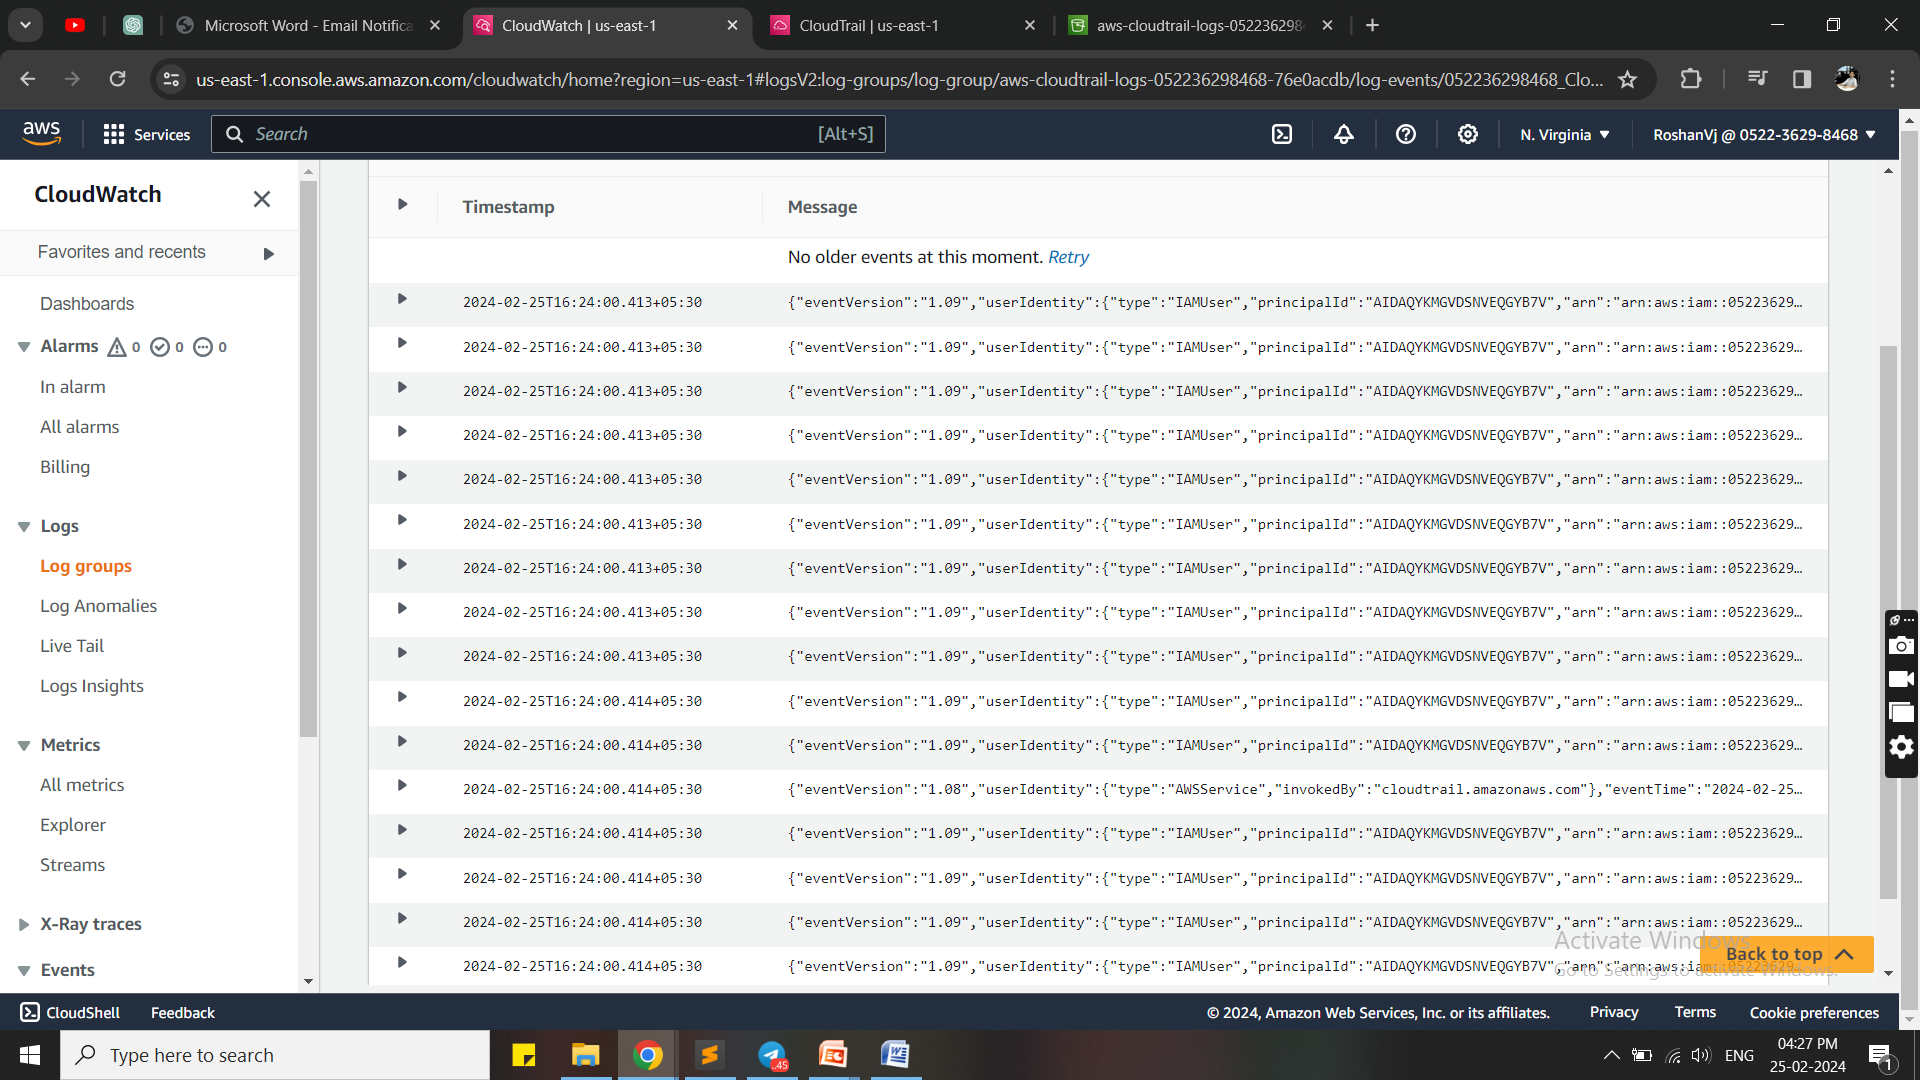 Microsoft Word - Email Notifica
CloudWatch | us-east-1
CloudTrail | us-east-1
aws-cloudtrail-logs-0522362984
us-east-1.console.aws.amazon.com/cloudwatch/home?region=us-east-1#logsV2:log-groups/log-group/aws-cloudtrail-logs-052236298468-76e0acdb/log-events/052236298468_Clo...
aws
Services
Search
[Alt+S]
N. Virginia
RoshanVj @ 0522-3629-8468
CloudWatch
Favorites and recents
Dashboards
Alarms 0 0 0
In alarm
All alarms
Billing
Logs
Log groups
Log Anomalies
Live Tail
Logs Insights
Metrics
All metrics
Explorer
Streams
X-Ray traces
Events
Timestamp Message
No older events at this moment. Retry
2024-02-25T16:24:00.413+05:30 {"eventVersion":"1.09","userIdentity":{"type":"IAMUser","principalId":"AIDAQYKMGVDSNVEQGYB7V","arn":"arn:aws:iam::05223629…
2024-02-25T16:24:00.413+05:30 {"eventVersion":"1.09","userIdentity":{"type":"IAMUser","principalId":"AIDAQYKMGVDSNVEQGYB7V","arn":"arn:aws:iam::05223629…
2024-02-25T16:24:00.413+05:30 {"eventVersion":"1.09","userIdentity":{"type":"IAMUser","principalId":"AIDAQYKMGVDSNVEQGYB7V","arn":"arn:aws:iam::05223629…
2024-02-25T16:24:00.413+05:30 {"eventVersion":"1.09","userIdentity":{"type":"IAMUser","principalId":"AIDAQYKMGVDSNVEQGYB7V","arn":"arn:aws:iam::05223629…
2024-02-25T16:24:00.413+05:30 {"eventVersion":"1.09","userIdentity":{"type":"IAMUser","principalId":"AIDAQYKMGVDSNVEQGYB7V","arn":"arn:aws:iam::05223629…
2024-02-25T16:24:00.413+05:30 {"eventVersion":"1.09","userIdentity":{"type":"IAMUser","principalId":"AIDAQYKMGVDSNVEQGYB7V","arn":"arn:aws:iam::05223629…
2024-02-25T16:24:00.413+05:30 {"eventVersion":"1.09","userIdentity":{"type":"IAMUser","principalId":"AIDAQYKMGVDSNVEQGYB7V","arn":"arn:aws:iam::05223629…
2024-02-25T16:24:00.413+05:30 {"eventVersion":"1.09","userIdentity":{"type":"IAMUser","principalId":"AIDAQYKMGVDSNVEQGYB7V","arn":"arn:aws:iam::05223629…
2024-02-25T16:24:00.413+05:30 {"eventVersion":"1.09","userIdentity":{"type":"IAMUser","principalId":"AIDAQYKMGVDSNVEQGYB7V","arn":"arn:aws:iam::05223629…
2024-02-25T16:24:00.414+05:30 {"eventVersion":"1.09","userIdentity":{"type":"IAMUser","principalId":"AIDAQYKMGVDSNVEQGYB7V","arn":"arn:aws:iam::05223629…
2024-02-25T16:24:00.414+05:30 {"eventVersion":"1.09","userIdentity":{"type":"IAMUser","principalId":"AIDAQYKMGVDSNVEQGYB7V","arn":"arn:aws:iam::05223629…
2024-02-25T16:24:00.414+05:30 {"eventVersion":"1.08","userIdentity":{"type":"AWSService","invokedBy":"cloudtrail.amazonaws.com"},"eventTime":"2024-02-25…
2024-02-25T16:24:00.414+05:30 {"eventVersion":"1.09","userIdentity":{"type":"IAMUser","principalId":"AIDAQYKMGVDSNVEQGYB7V","arn":"arn:aws:iam::05223629…
2024-02-25T16:24:00.414+05:30 {"eventVersion":"1.09","userIdentity":{"type":"IAMUser","principalId":"AIDAQYKMGVDSNVEQGYB7V","arn":"arn:aws:iam::05223629…
2024-02-25T16:24:00.414+05:30 {"eventVersion":"1.09","userIdentity":{"type":"IAMUser","principalId":"AIDAQYKMGVDSNVEQGYB7V","arn":"arn:aws:iam::05223629…
2024-02-25T16:24:00.414+05:30 {"eventVersion":"1.09","userIdentity":{"type":"IAMUser","principalId":"AIDAQYKMGVDSNVEQGYB7V","arn":"arn:aws:iam::05223629…
Activate Windows
Go to Settings to activate Windows.
Back to top
CloudShell
Feedback
© 2024, Amazon Web Services, Inc. or its affiliates.
Privacy
Terms
Cookie preferences
Type here to search
45
ENG
04:27 PM
25-02-2024
1